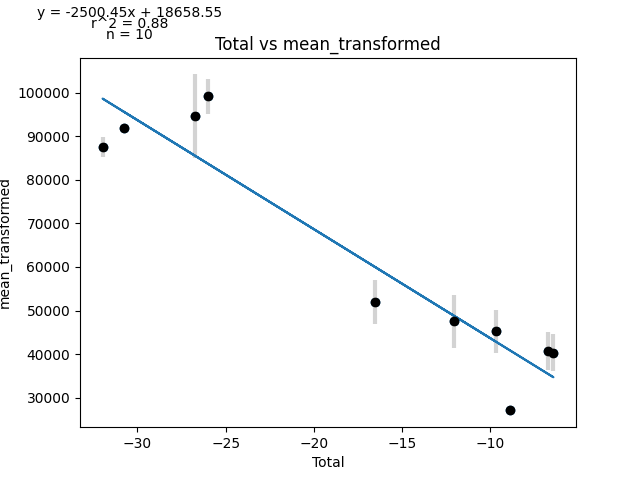 y = -2500.45x + 18658.55
r^2 = 0.88
n = 10
Total vs mean_transformed
100000
90000
80000
70000
60000
50000
40000
30000
mean_transformed
−30
−25
−20
−15
−10
Total